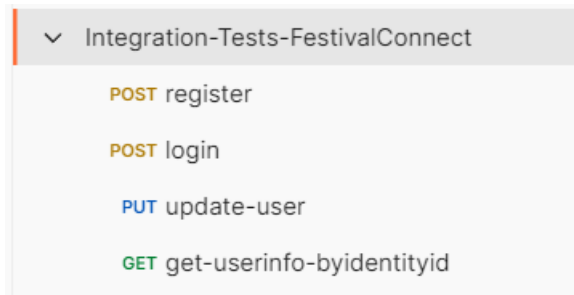 Integration-Tests-FestivalConnect
POST register
POST login
PUT update-user
GET get-userinfo-byidentityid